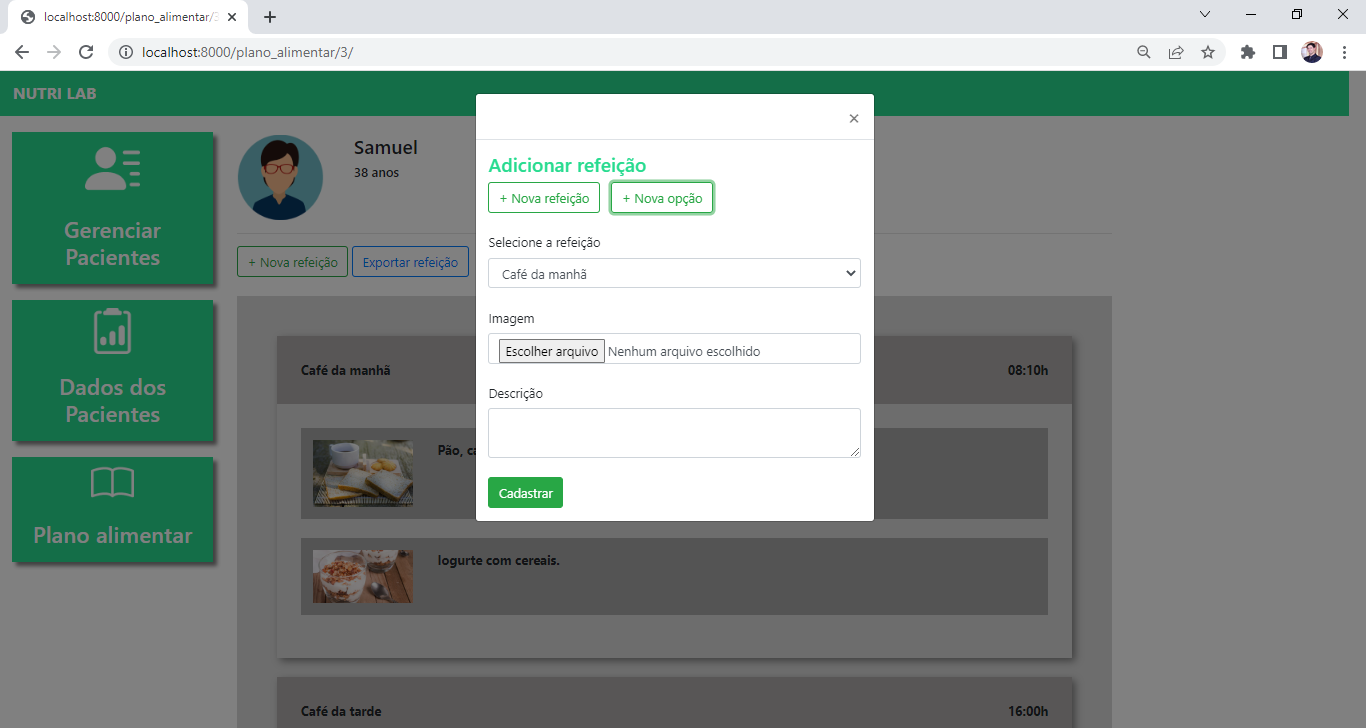 localhost:8000/plano_alimentar/3
localhost:8000/plano_alimentar/3/
NUTRI LAB
Gerenciar
Pacientes
Dados dos
Pacientes
Plano alimentar
Samuel
38 anos
+ Nova refeição
Exportar refeição
Café da manhã
08:10h
Pão, ca
Iogurte com cereais.
Café da tarde
16:00h
×
Adicionar refeição
+ Nova refeição
+ Nova opção
Selecione a refeição
Café da manhã
Imagem
Escolher arquivo
Nenhum arquivo escolhido
Descrição
Cadastrar